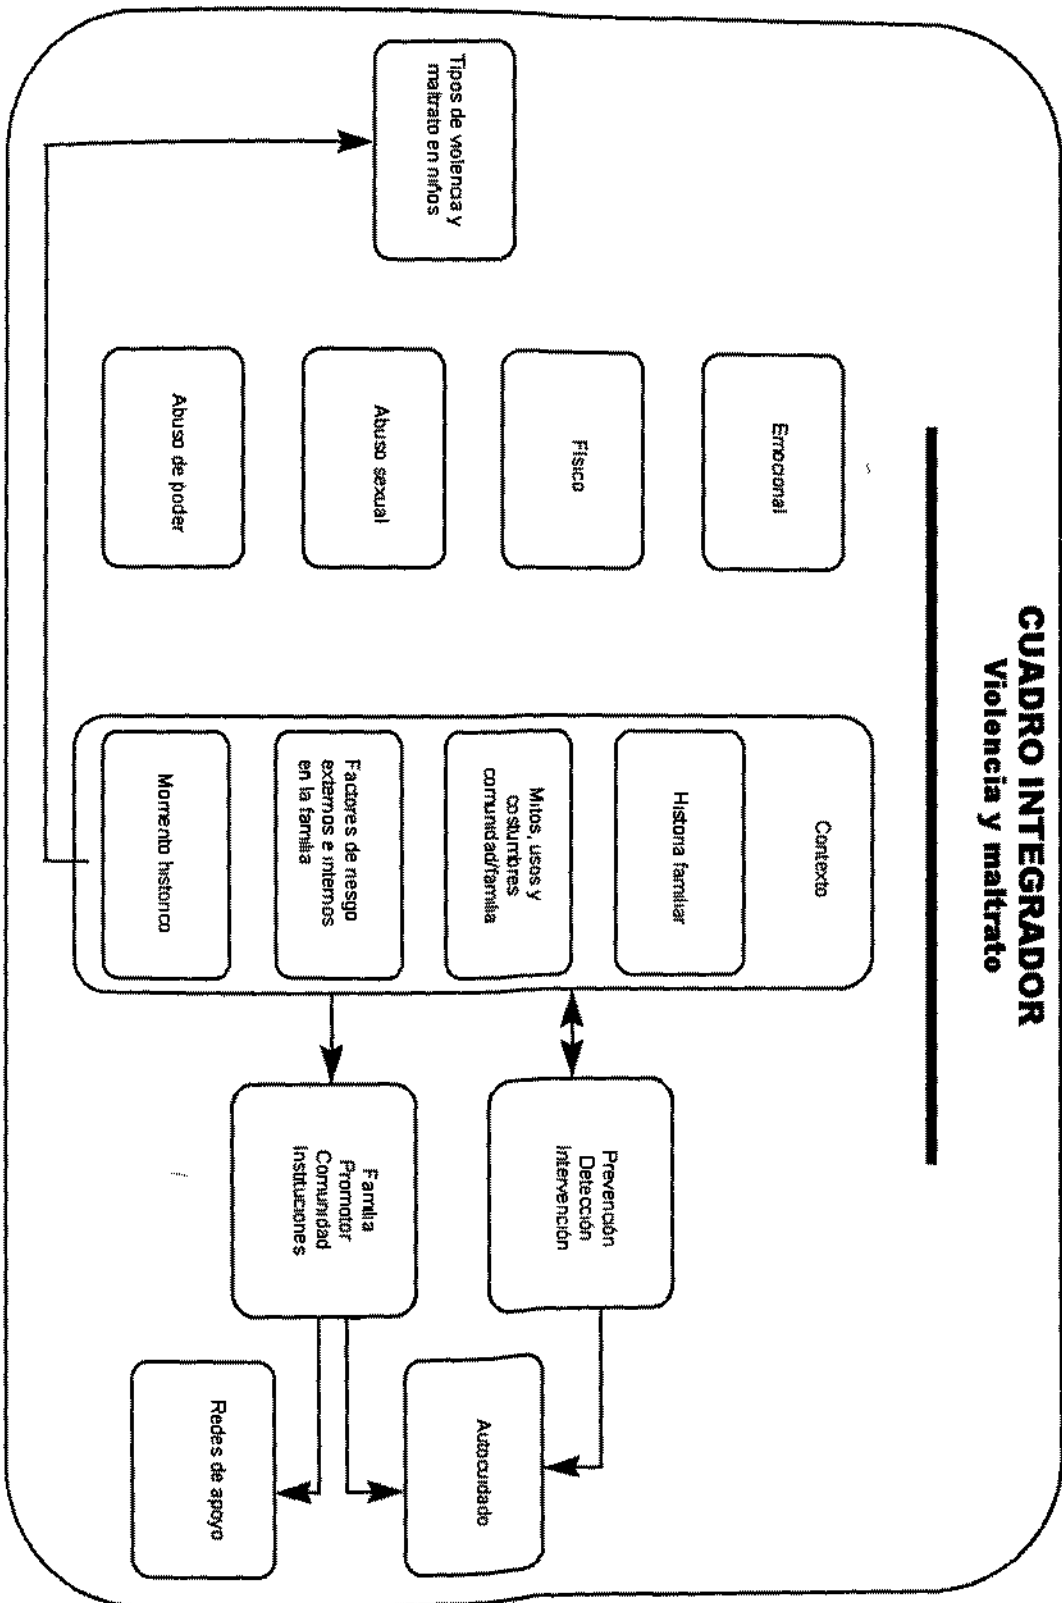 CUADRO INTEGRADOR
Violencia y maltrato
Tipos de violencia y
maltrato en niños
Emocional
Físico
Abuso sexual
Abuso de poder
Contexto
Historia familiar
Mitos, usos y
costumbres
comunidad/familia
Factores de riesgo
externos e internos
en la familia
Momento historico
Prevención
Detección
intervención
Familia
Promotor
Comunidad
instituciones
Autocuidado
Redes de apoyo